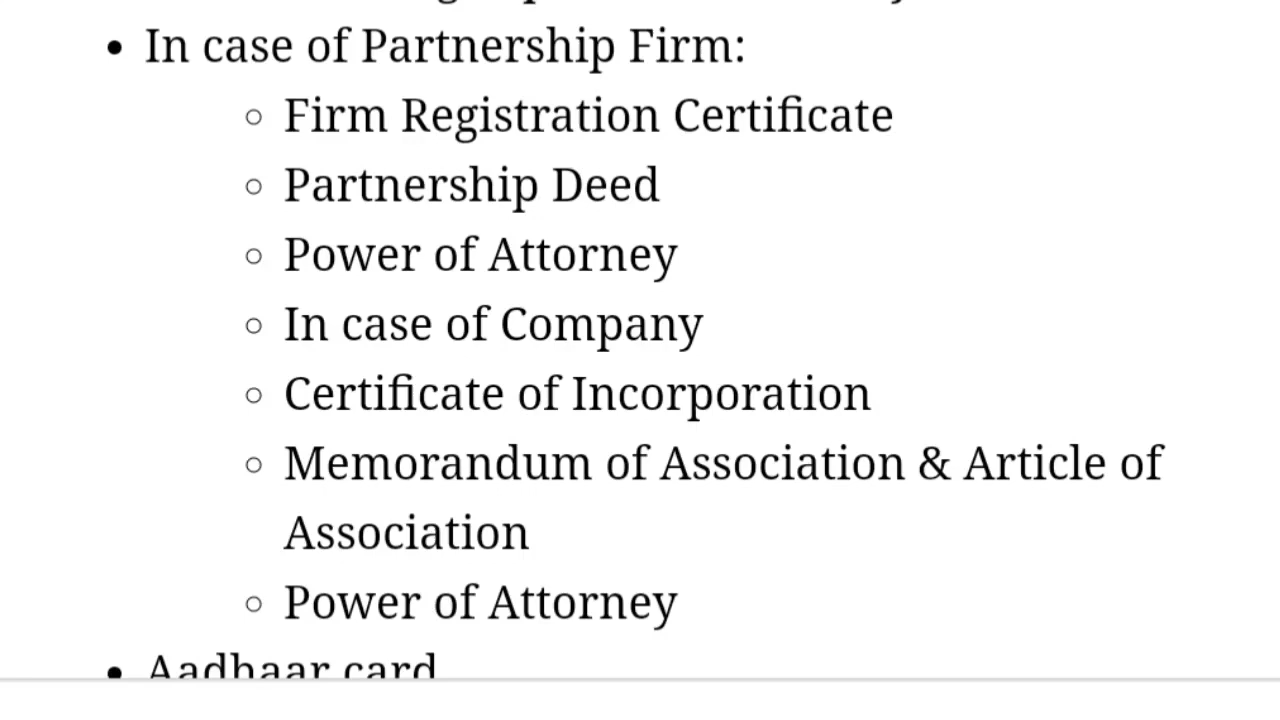 • In case of Partnership Firm:
○ Firm Registration Certificate
○ Partnership Deed
○ Power of Attorney
○ In case of Company
○ Certificate of Incorporation
○ Memorandum of Association & Article of
Association
○ Power of Attorney
• Aadhaar card